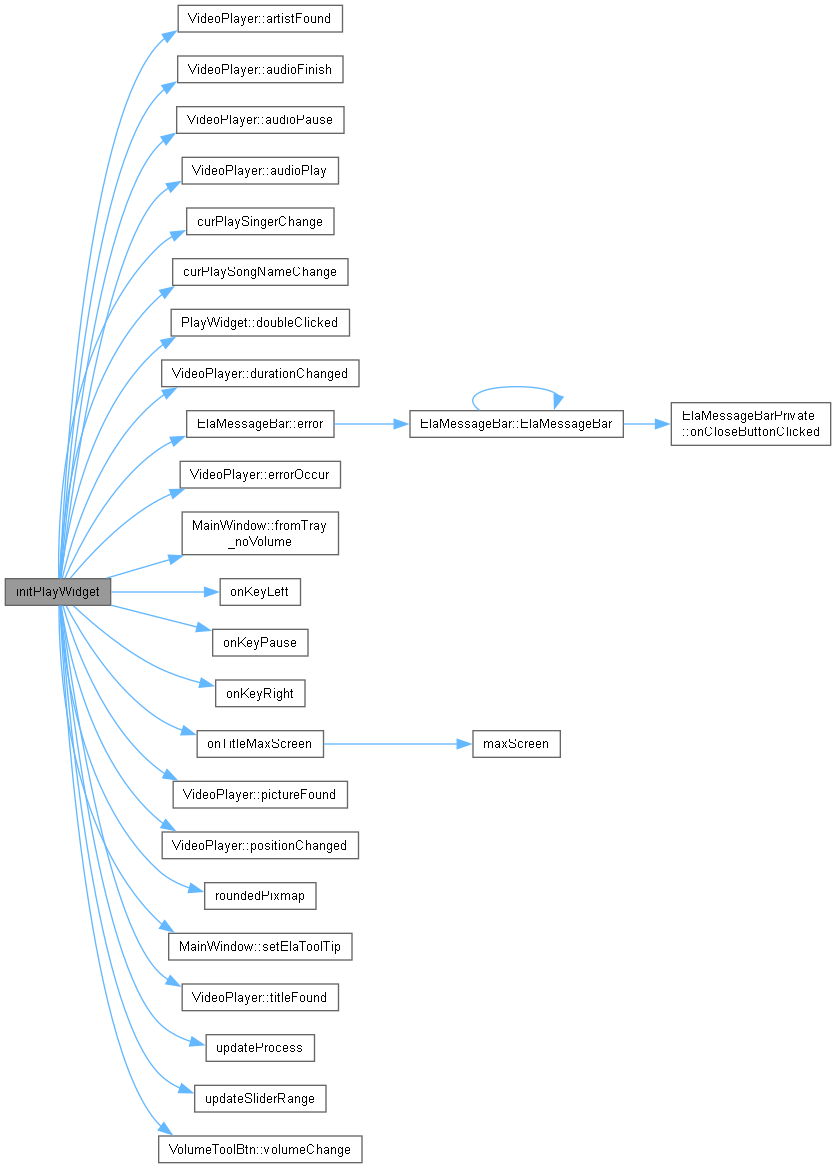 VideoPlayer::artistFound
VideoPlayer::audioFinish
VideoPlayer::audioPause
VideoPlayer::audioPlay
curPlaySingerChange
curPlaySongNameChange
PlayWidget::doubleClicked
VideoPlayer::durationChanged
ElaMessageBar::error
ElaMessageBar::ElaMessageBar
ElaMessageBarPrivate
::onCloseButtonClicked
VideoPlayer::errorOccur
MainWindow::fromTray
_noVolume
initPlayWidget
onKeyLeft
onKeyPause
onKeyRight
onTitleMaxScreen
maxScreen
VideoPlayer::pictureFound
VideoPlayer::positionChanged
roundedPixmap
MainWindow::setElaToolTip
VideoPlayer::titleFound
updateProcess
updateSliderRange
VolumeToolBtn::volumeChange